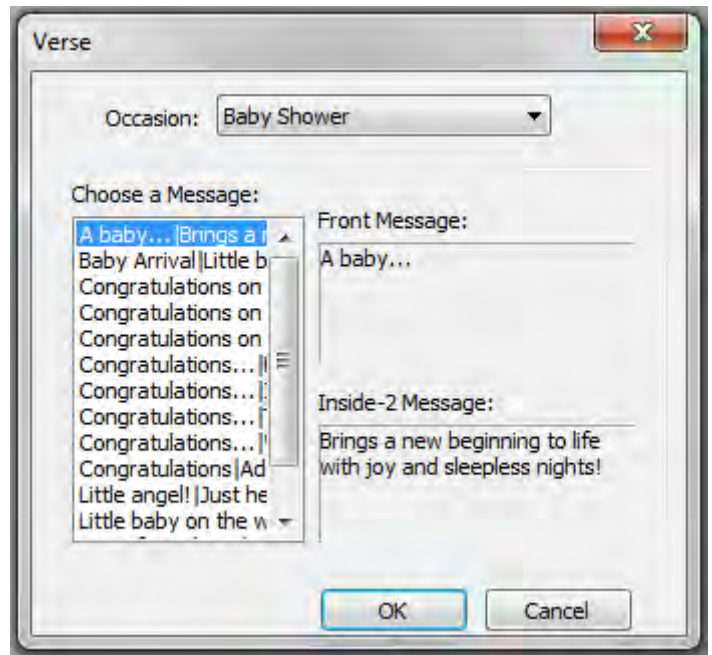 Verse
Occasion: Baby Shower
Choose a Message:
A baby...|Brings a
Baby Arrival|Little b
Congratulations on
Congratulations on
Congratulations on
Congratulations...|
Congratulations...|
Congratulations...|
Congratulations...|
Congratulations|Ad
Little angel!|Just he
Little baby on the w
Front Message:
A baby...
Inside-2 Message:
Brings a new beginning to life
with joy and sleepless nights!
OK
Cancel